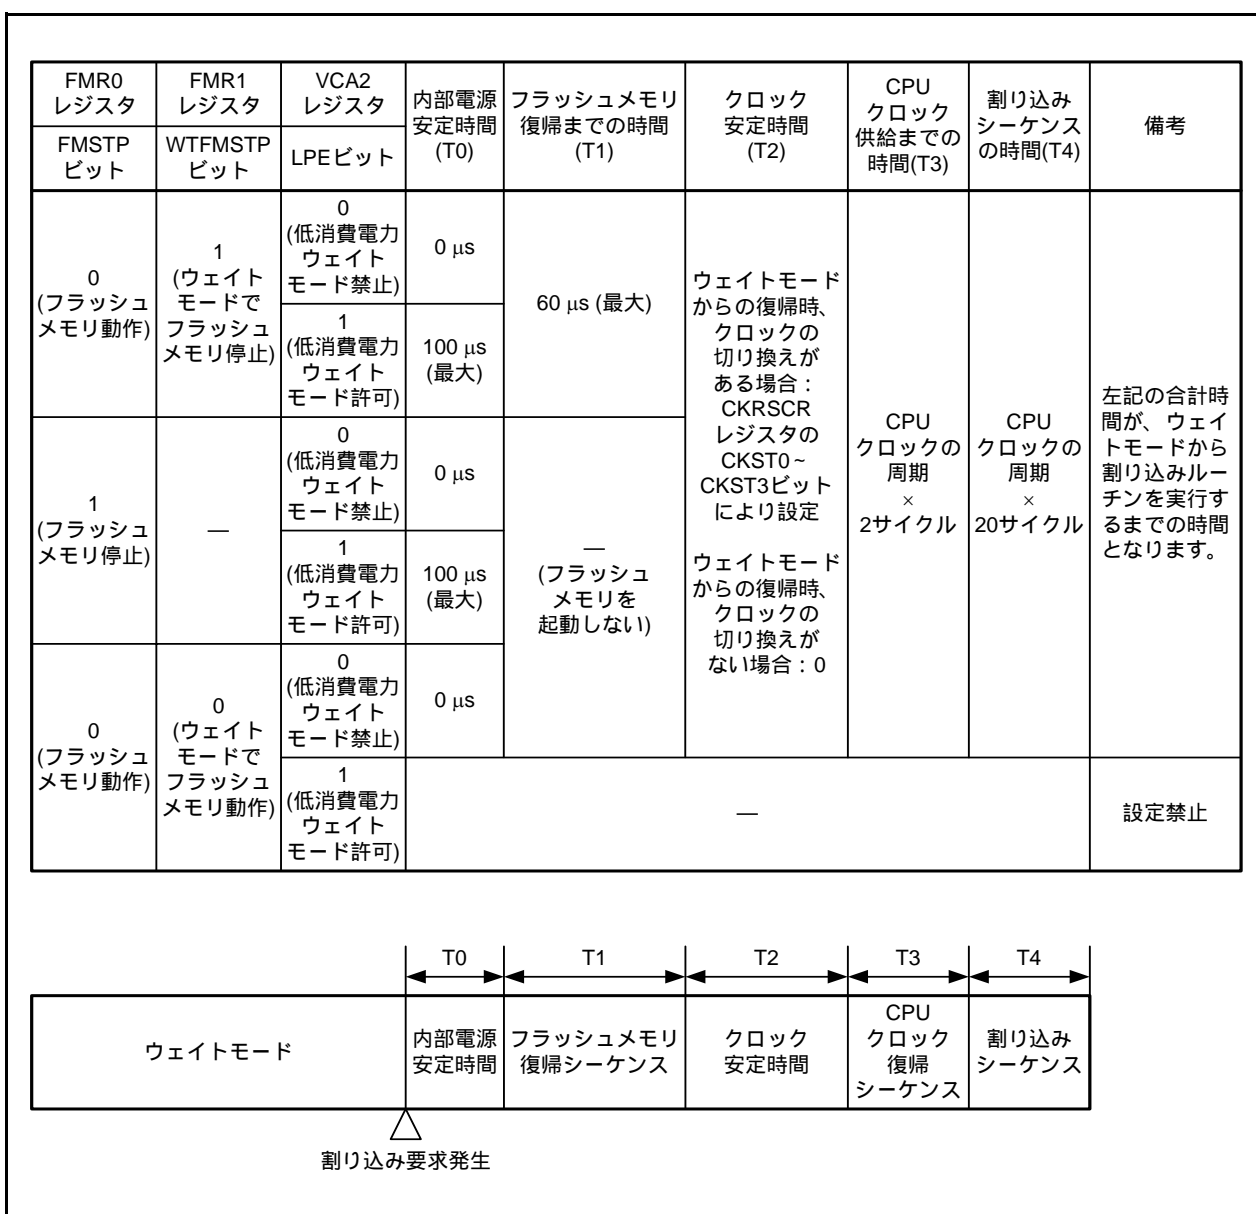 FMR0
レジスタ
FMR1
レジスタ
VCA2
レジスタ
内部電源
安定時間
(T0)
フラッシュメモリ
復帰までの時間
(T1)
クロック
安定時間
(T2)
CPU
クロック
供給までの
時間(T3)
割り込み
シーケンス
の時間(T4)
備考
FMSTP
ビット
WTFMSTP
ビット
LPEビット
0
(フラッシュ
メモリ動作)
1
(ウェイト
モードで
フラッシュ
メモリ停止)
0
(低消費電力
ウェイト
モード禁止)
0 μs
60 μs (最大)
ウェイトモード
からの復帰時、
クロックの
切り換えが
ある場合：
CKRSCR
レジスタの
CKST0～
CKST3ビット
により設定
ウェイトモード
からの復帰時、
クロックの
切り換えが
ない場合：0
CPU
クロックの
周期
×
2サイクル
CPU
クロックの
周期
×
20サイクル
左記の合計時
間が、ウェイ
トモードから
割り込みルー
チンを実行す
るまでの時間
となります。
1
(低消費電力
ウェイト
モード許可)
100 μs
(最大)
1
(フラッシュ
メモリ停止)
—
0
(低消費電力
ウェイト
モード禁止)
0 μs
—
(フラッシュ
メモリを
起動しない)
1
(低消費電力
ウェイト
モード許可)
100 μs
(最大)
0
(フラッシュ
メモリ動作)
0
(ウェイト
モードで
フラッシュ
メモリ動作)
0
(低消費電力
ウェイト
モード禁止)
0 μs
1
(低消費電力
ウェイト
モード許可)
—
設定禁止
T0
T1
T2
T3
T4
ウェイトモード
内部電源
安定時間
フラッシュメモリ
復帰シーケンス
クロック
安定時間
CPU
クロック
復帰
シーケンス
割り込み
シーケンス
割り込み要求発生